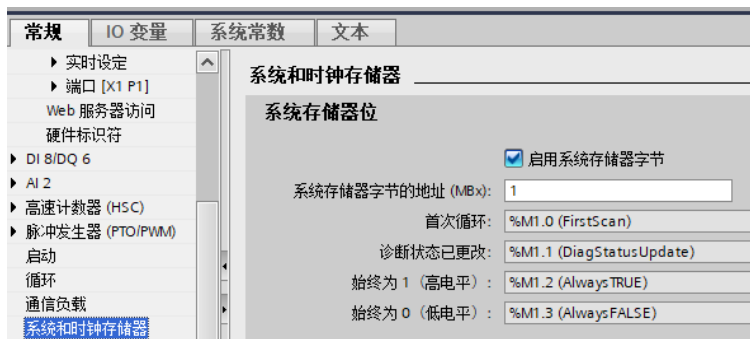 常规 IO 变量 系统常数 文本
实时设定
端口 [X1 P1]
Web 服务器访问
硬件标识符
DI 8/DQ 6
AI 2
高速计数器 (HSC)
脉冲发生器 (PTO/PWM)
启动
循环
通信负载
系统和时钟存储器
系统和时钟存储器
系统存储器位
启用系统存储器字节
系统存储器字节的地址 (MBx): 1
首次循环: %M1.0 (FirstScan)
诊断状态已更改: %M1.1 (DiagStatusUpdate)
始终为 1（高电平）: %M1.2 (AlwaysTRUE)
始终为 0（低电平）: %M1.3 (AlwaysFALSE)